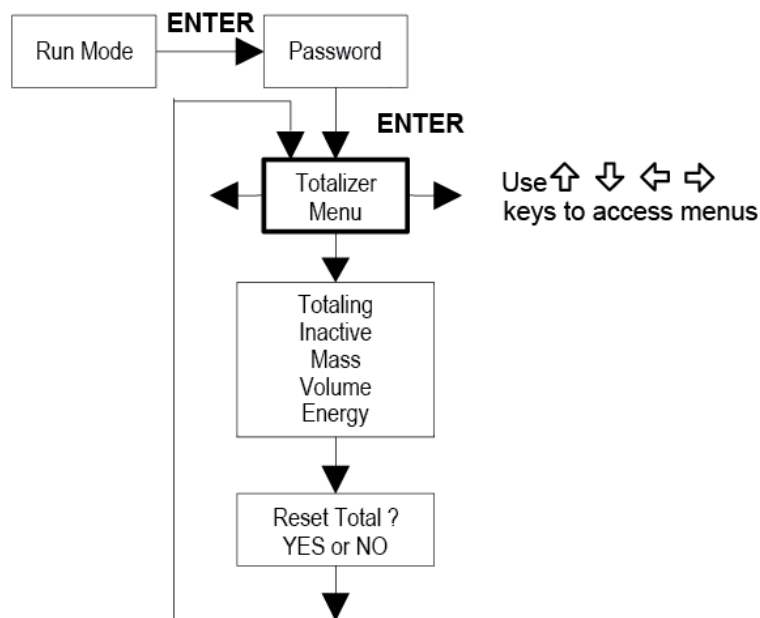 ENTER
Run Mode
Password
ENTER
Totalizer
Menu
Use ⇧ ⇩ ⇦ ⇨
keys to access menus
Totaling
Inactive
Mass
Volume
Energy
Reset Total ?
YES or NO